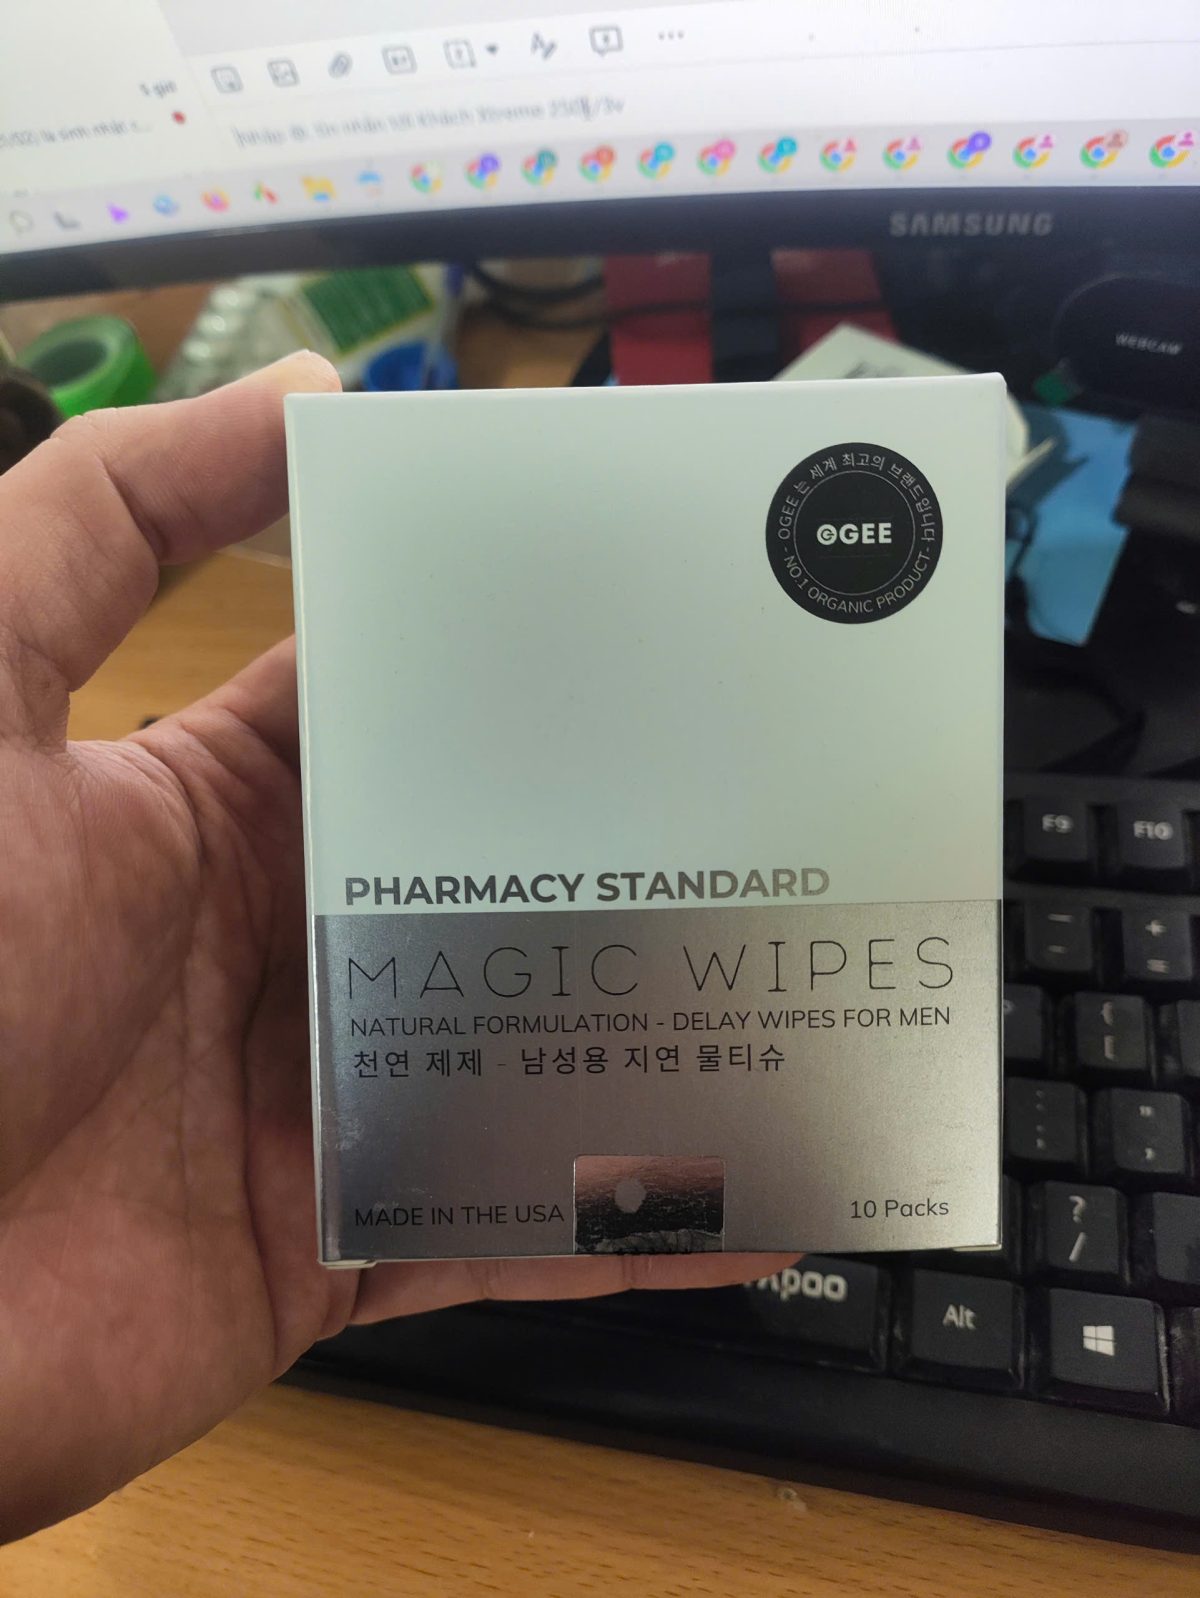 5 giờ
SAMSUNG
WEBCAM
OGEE 는 세계 최고의 브랜드입니다
OGEE
- NO.1 ORGANIC PRODUCT -
F9
F10
PHARMACY STANDARD
MAGIC WIPES
NATURAL FORMULATION - DELAY WIPES FOR MEN
천연 제제 - 남성용 지연 물티슈
MADE IN THE USA
10 Packs
Alt